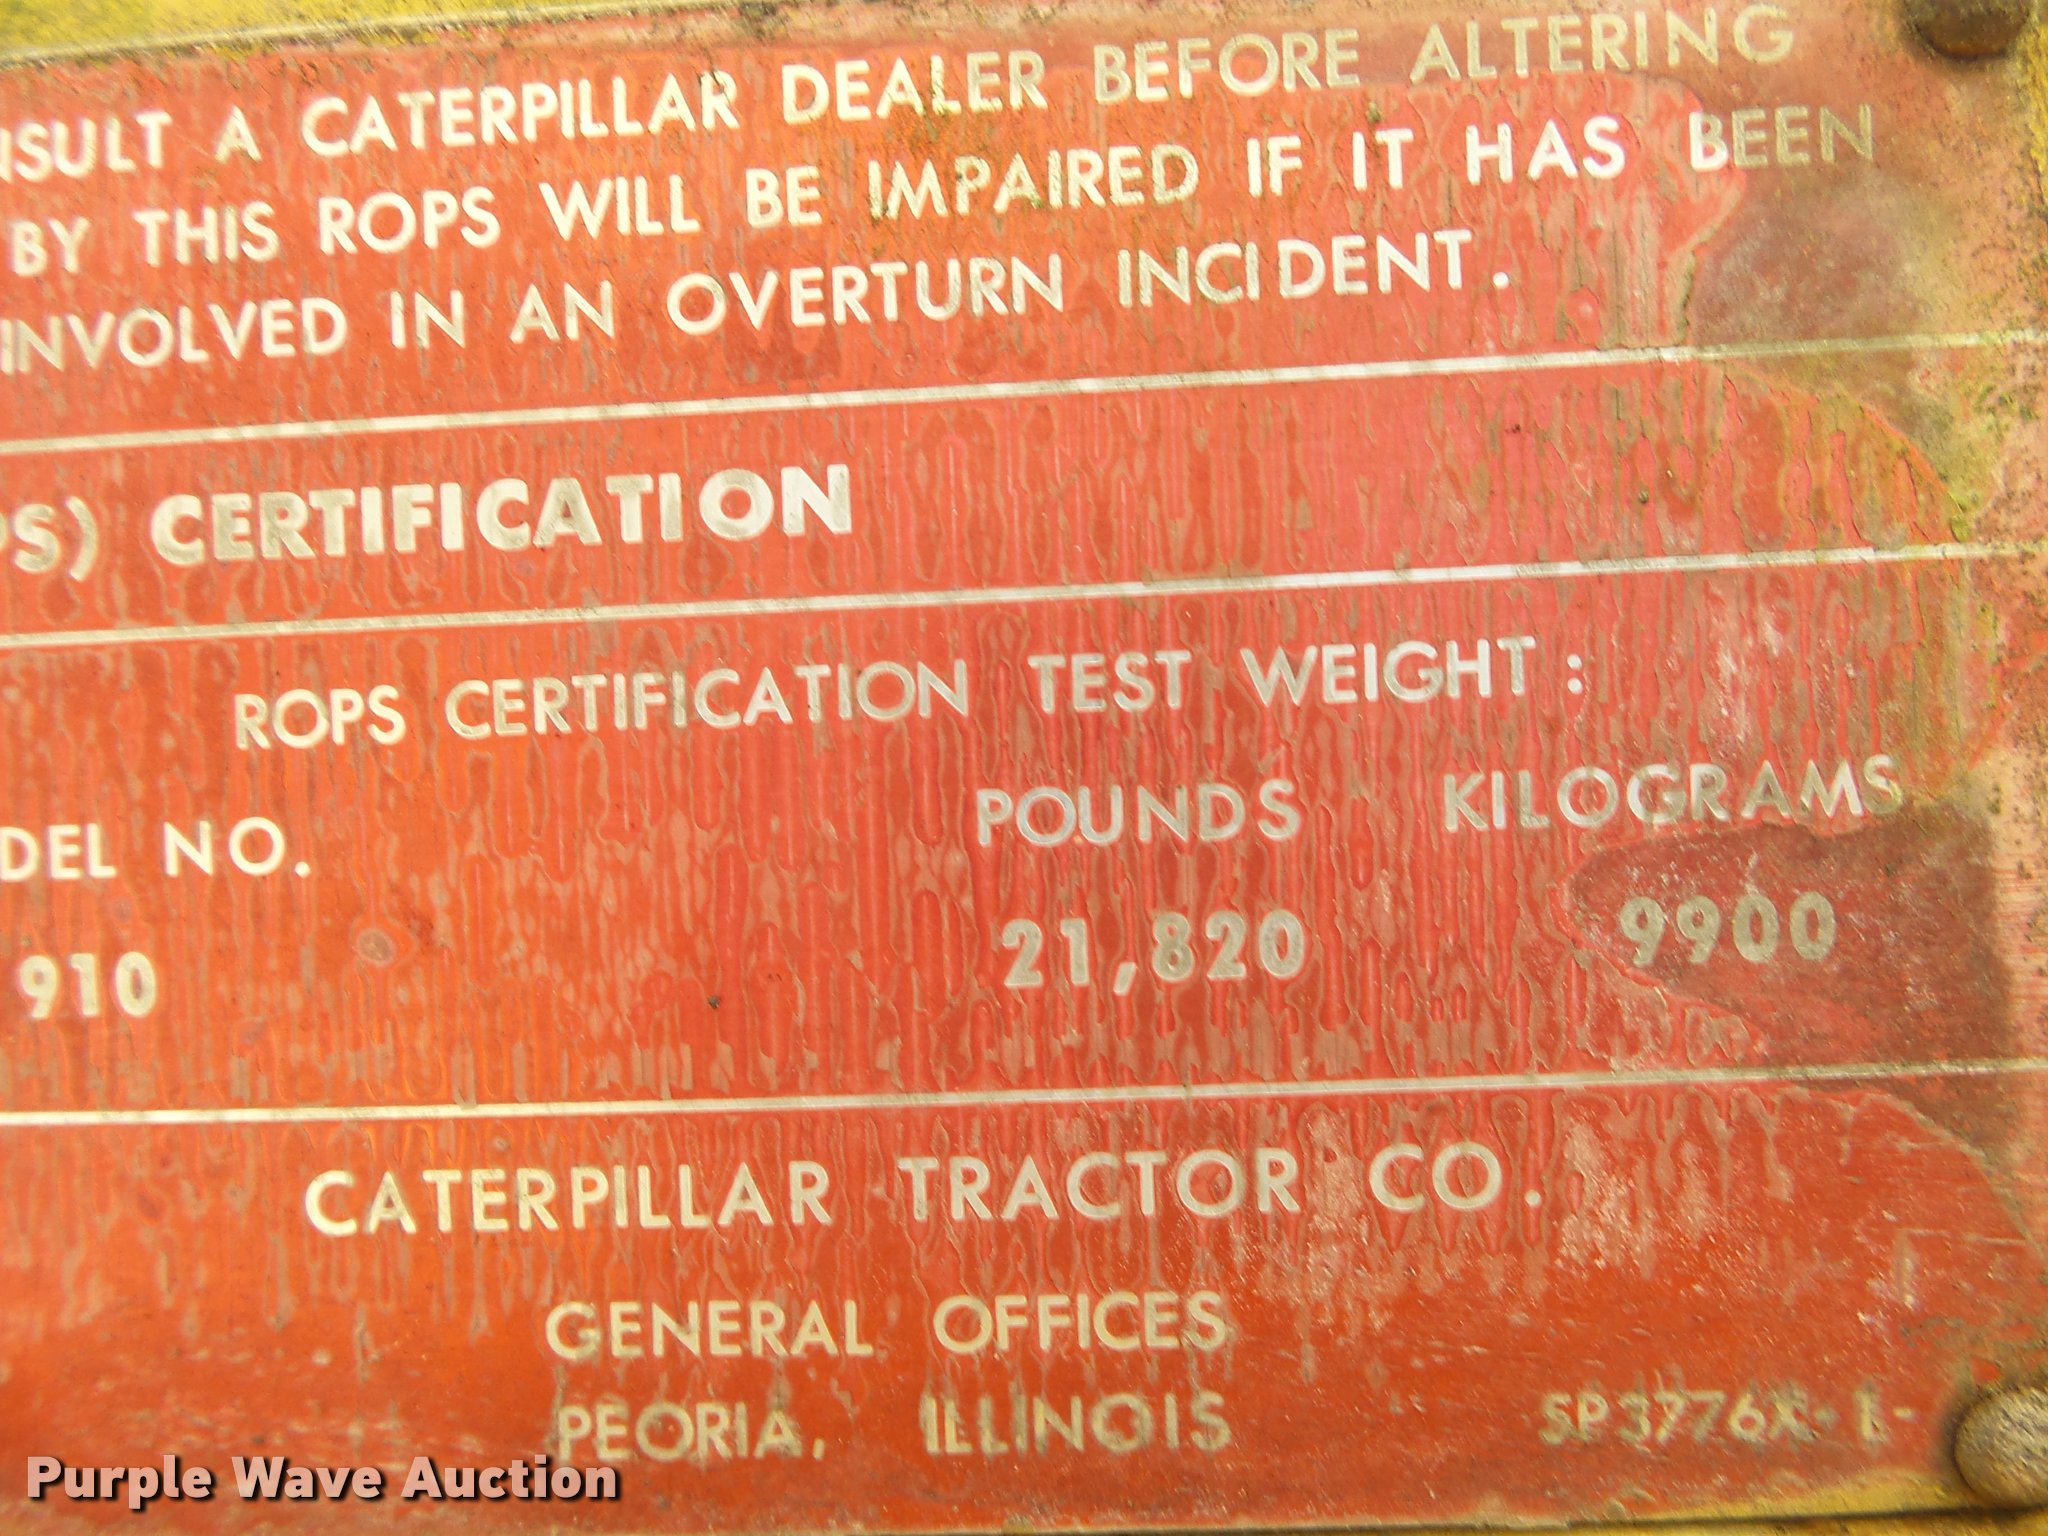 NSULT A CATERPILLAR DEALER BEFORE ALTERING
BY THIS ROPS WILL BE IMPAIRED IF IT HAS BEEN
INVOLVED IN AN OVERTURN INCIDENT.
PS) CERTIFICATION
ROPS CERTIFICATION TEST WEIGHT:
DEL NO. POUNDS KILOGRAMS
910 21,820 9900
CATERPILLAR TRACTOR CO.
GENERAL OFFICES
PEORIA, ILLINOIS
5P3776X-1-
Purple Wave Auction